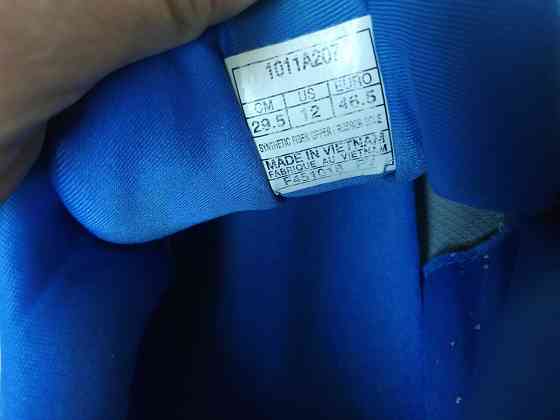 1011A207
CM US EURO
29.5 12 46.5
SYNTHETIC FIBER UPPER / RUBBER SOLE
MADE IN VIETNAM
FABRIQUE AU VIETNAM